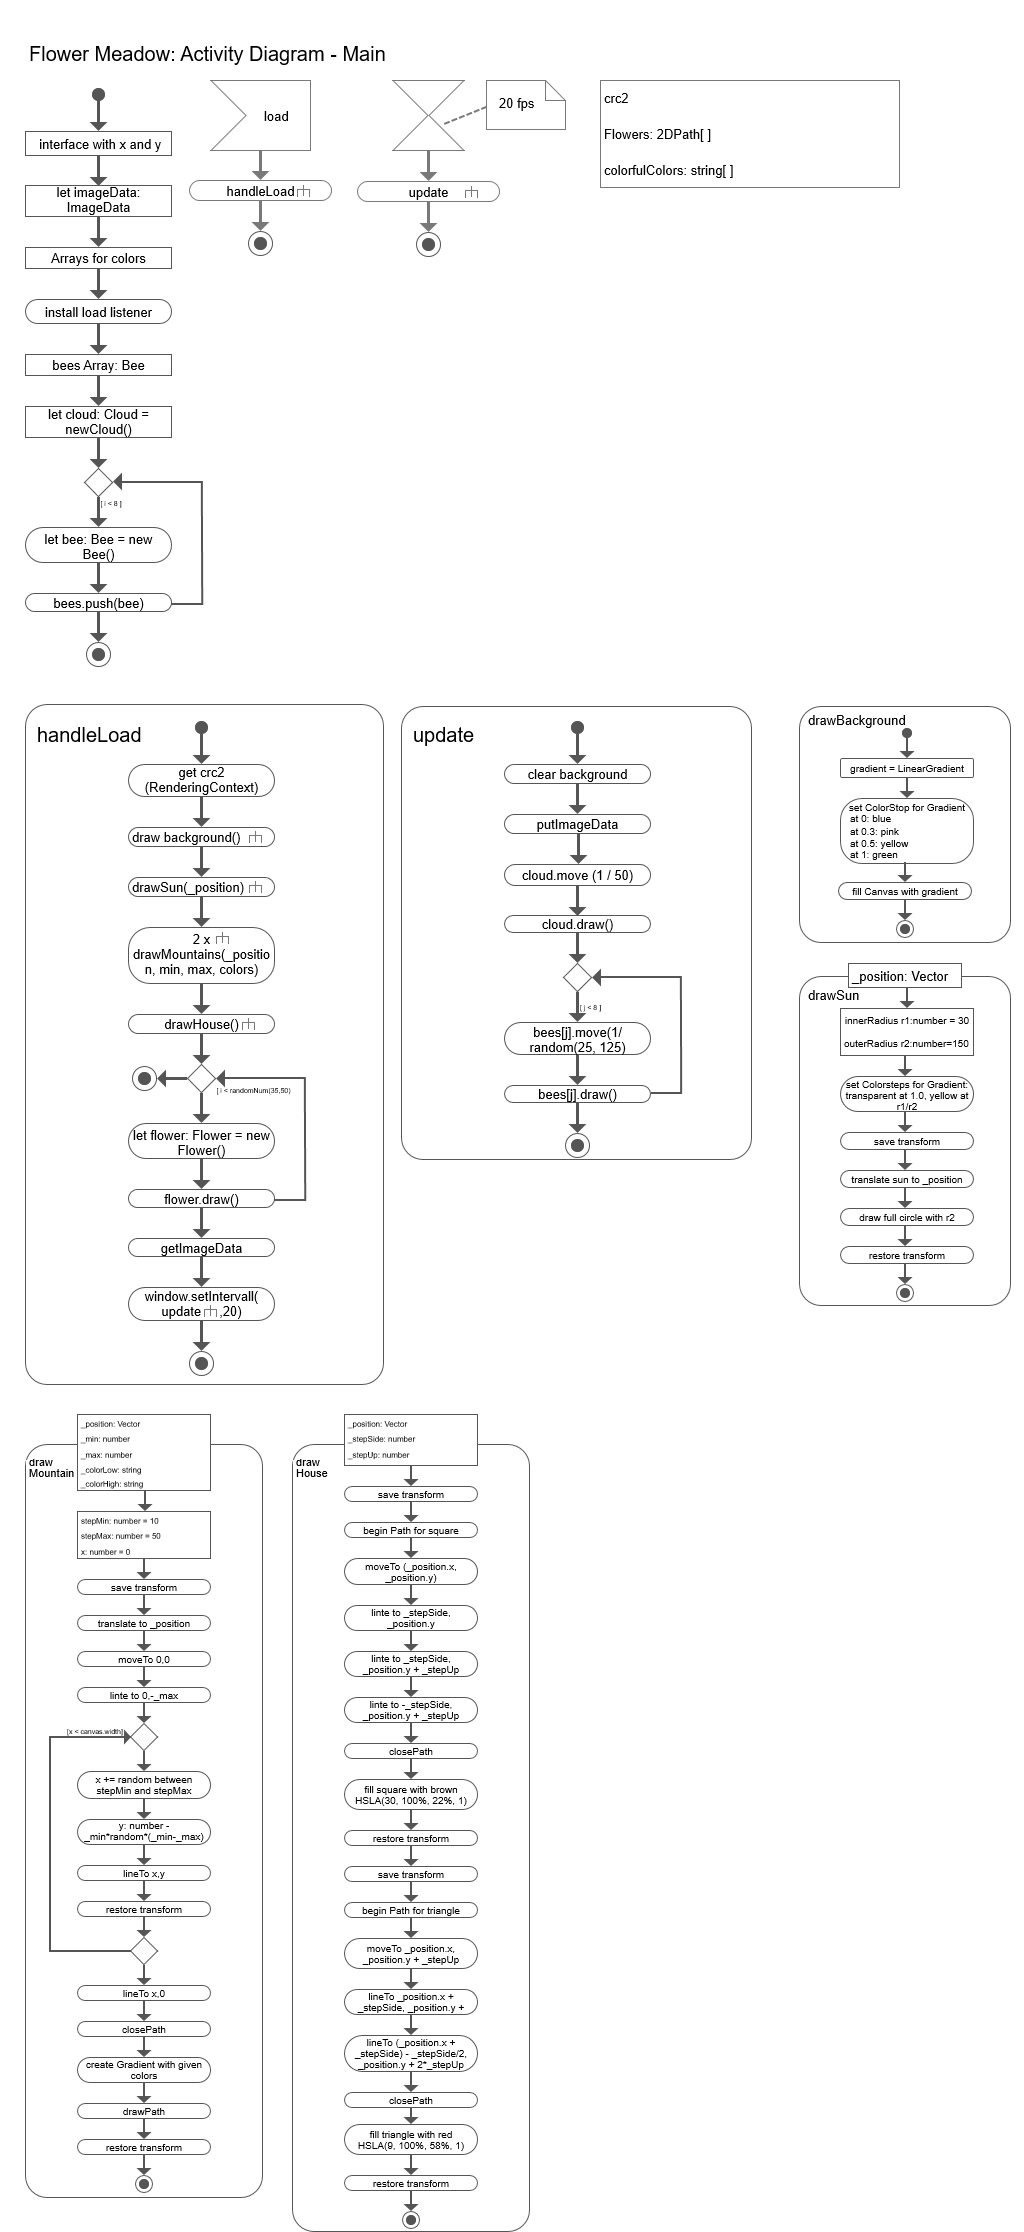 Flower Meadow: Activity Diagram - Main
interface with x and y
let imageData:
ImageData
Arrays for colors
install load listener
bees Array: Bee
let cloud: Cloud =
newCloud()
[ i < 8 ]
let bee: Bee = new
Bee()
bees.push(bee)
load
handleLoad
20 fps
update
crc2
Flowers: 2DPath[ ]
colorfulColors: string[ ]
handleLoad
get crc2
(RenderingContext)
draw background()
drawSun(_position)
2 x
drawMountains(_positio
n, min, max, colors)
drawHouse()
[ i < randomNum(35,50)
let flower: Flower = new
Flower()
flower.draw()
getImageData
window.setIntervall(
update ,20)
update
clear background
putImageData
cloud.move (1 / 50)
cloud.draw()
[ j < 8 ]
bees[j].move(1/
random(25, 125)
bees[j].draw()
drawBackground
gradient = LinearGradient
set ColorStop for Gradient
at 0: blue
at 0.3: pink
at 0.5: yellow
at 1: green
fill Canvas with gradient
_position: Vector
drawSun
innerRadius r1:number = 30
outerRadius r2:number=150
set Colorsteps for Gradient:
transparent at 1.0, yellow at
r1/r2
save transform
translate sun to _position
draw full circle with r2
restore transform
_position: Vector
_min: number
_max: number
_colorLow: string
_colorHigh: string
draw
Mountain
stepMin: number = 10
stepMax: number = 50
x: number = 0
save transform
translate to _position
moveTo 0,0
linte to 0,-_max
[x < canvas.width]
x += random between
stepMin and stepMax
y: number -
_min*random*(_min-_max)
lineTo x,y
restore transform
lineTo x,0
closePath
create Gradient with given
colors
drawPath
restore transform
_position: Vector
_stepSide: number
_stepUp: number
draw
House
save transform
begin Path for square
moveTo (_position.x,
_position.y)
linte to _stepSide,
_position.y
linte to _stepSide,
_position.y + _stepUp
linte to -_stepSide,
_position.y + _stepUp
closePath
fill square with brown
HSLA(30, 100%, 22%, 1)
restore transform
save transform
begin Path for triangle
moveTo _position.x,
_position.y + _stepUp
lineTo _position.x +
_stepSide, _position.y +
lineTo (_position.x +
_stepSide) - _stepSide/2,
_position.y + 2*_stepUp
closePath
fill triangle with red
HSLA(9, 100%, 58%, 1)
restore transform